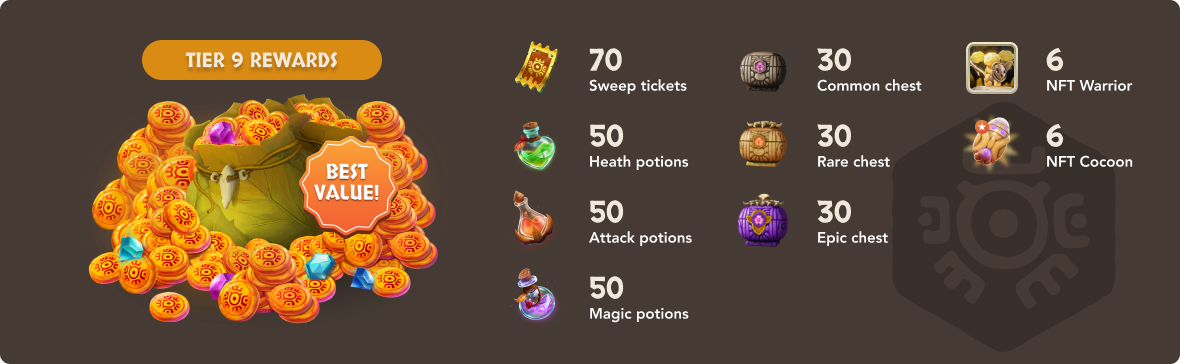 TIER 9 REWARDS
BEST
VALUE!
70
Sweep tickets
50
Heath potions
50
Attack potions
50
Magic potions
30
Common chest
30
Rare chest
30
Epic chest
6
NFT Warrior
6
NFT Cocoon